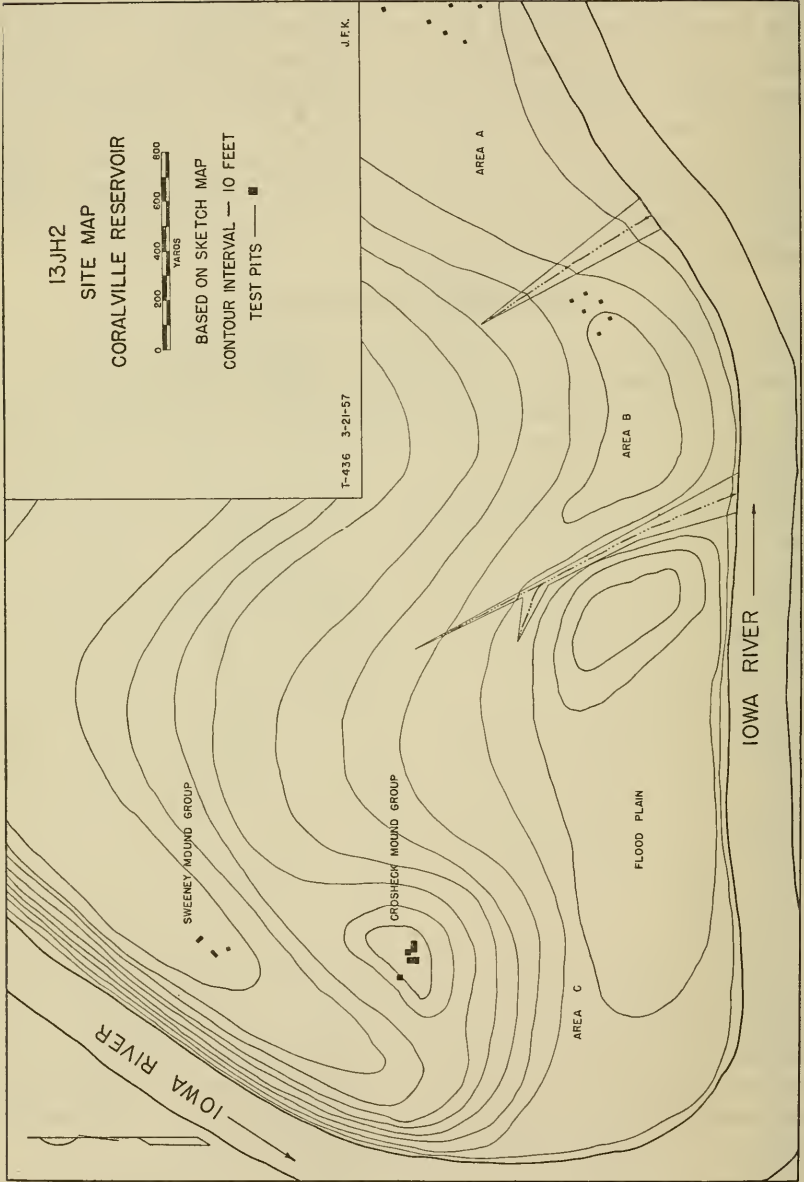 13JH2
SITE MAP
CORALVILLE RESERVOIR
0 200 400 600 800
YARDS
BASED ON SKETCH MAP
CONTOUR INTERVAL — 10 FEET
TEST PITS —
T-436 3-21-57
J.F.K.
IOWA RIVER
SWEENEY MOUND GROUP
CROSHECK MOUND GROUP
AREA A
AREA B
AREA C
FLOOD PLAIN
IOWA RIVER